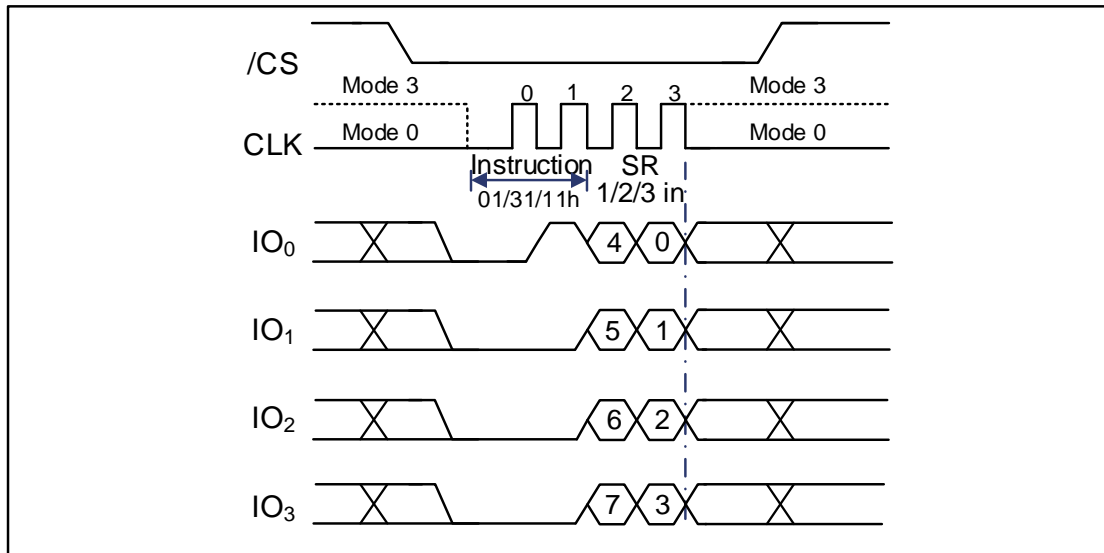 /CS
Mode 3 0 1 2 3 Mode 3
CLK Mode 0 Mode 0
Instruction SR
01/31/11h 1/2/3 in
IO0 4 0
IO1 5 1
IO2 6 2
IO3 7 3